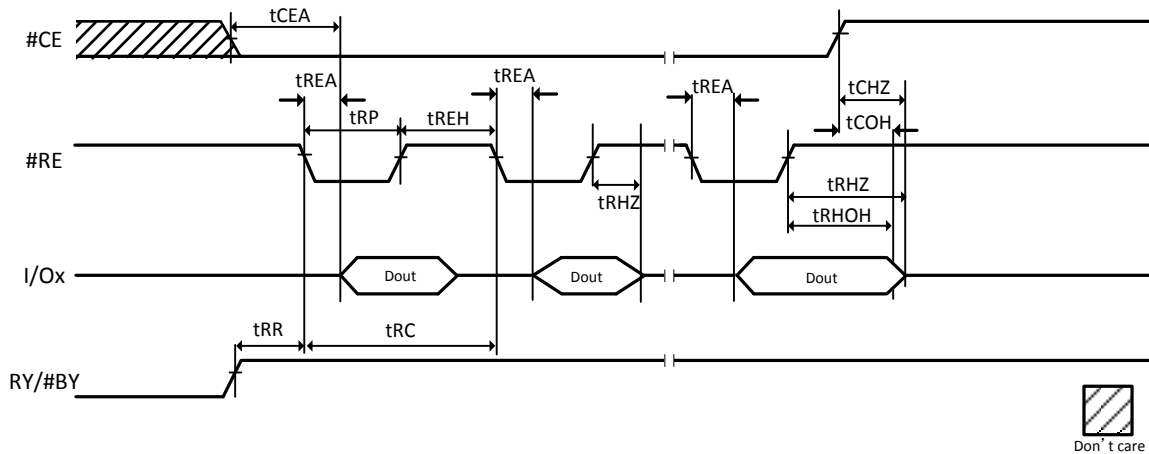 tCEA
#CE
tREA
tREA
tREA
tCHZ
tCOH
tRP
tREH
#RE
tRHZ
tRHZ
tRHOH
I/Ox
Dout
Dout
Dout
tRR
tRC
RY/#BY
Don't care